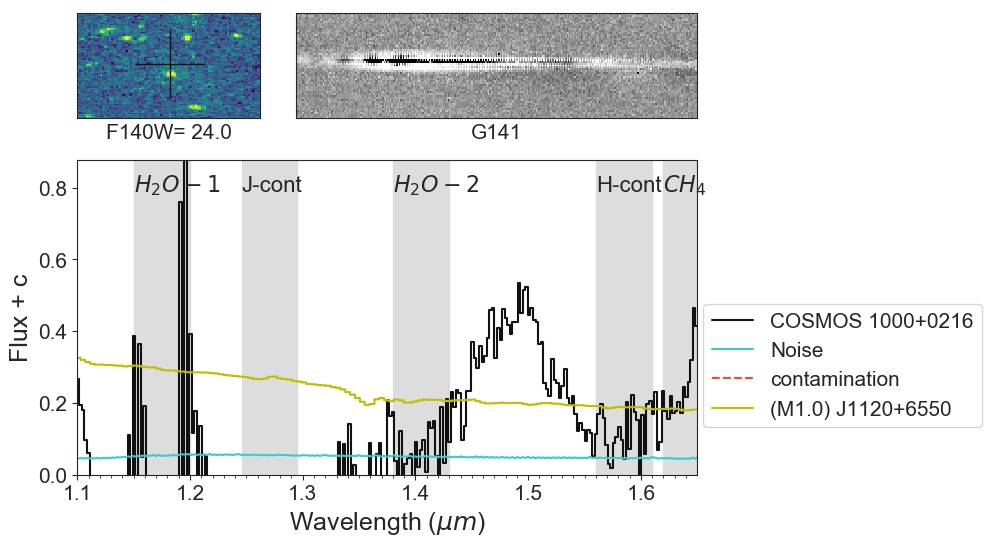 F140W= 24.0
G141
H₂O − 1
J-cont
H₂O − 2
H-cont
CH₄
Flux + c
0.8
0.6
0.4
0.2
0.0
1.1
1.2
1.3
1.4
1.5
1.6
Wavelength (μm)
COSMOS 1000+0216
Noise
contamination
(M1.0) J1120+6550